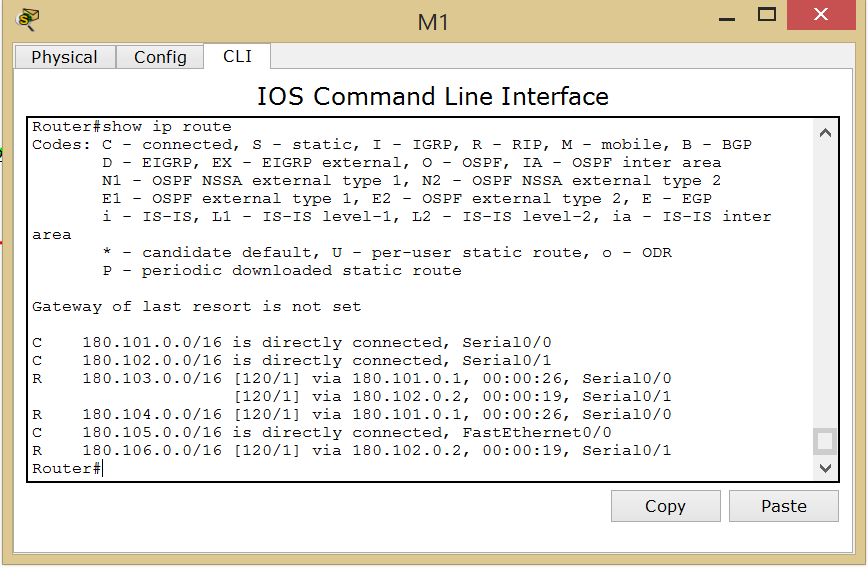 M1
Physical Config CLI
IOS Command Line Interface
Router#show ip route
Codes: C - connected, S - static, I - IGRP, R - RIP, M - mobile, B - BGP
       D - EIGRP, EX - EIGRP external, O - OSPF, IA - OSPF inter area
       N1 - OSPF NSSA external type 1, N2 - OSPF NSSA external type 2
       E1 - OSPF external type 1, E2 - OSPF external type 2, E - EGP
       i - IS-IS, L1 - IS-IS level-1, L2 - IS-IS level-2, ia - IS-IS inter
area
       * - candidate default, U - per-user static route, o - ODR
       P - periodic downloaded static route
Gateway of last resort is not set
C    180.101.0.0/16 is directly connected, Serial0/0
C    180.102.0.0/16 is directly connected, Serial0/1
R    180.103.0.0/16 [120/1] via 180.101.0.1, 00:00:26, Serial0/0
                    [120/1] via 180.102.0.2, 00:00:19, Serial0/1
R    180.104.0.0/16 [120/1] via 180.101.0.1, 00:00:26, Serial0/0
C    180.105.0.0/16 is directly connected, FastEthernet0/0
R    180.106.0.0/16 [120/1] via 180.102.0.2, 00:00:19, Serial0/1
Router#
Copy Paste